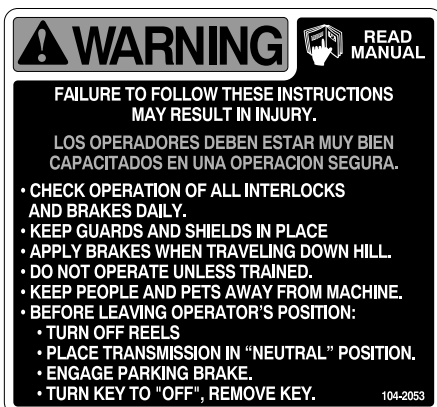 WARNING
READ
MANUAL
FAILURE TO FOLLOW THESE INSTRUCTIONS
MAY RESULT IN INJURY.
LOS OPERADORES DEBEN ESTAR MUY BIEN
CAPACITADOS EN UNA OPERACION SEGURA.
• CHECK OPERATION OF ALL INTERLOCKS
AND BRAKES DAILY.
• KEEP GUARDS AND SHIELDS IN PLACE
• APPLY BRAKES WHEN TRAVELING DOWN HILL.
• DO NOT OPERATE UNLESS TRAINED.
• KEEP PEOPLE AND PETS AWAY FROM MACHINE.
• BEFORE LEAVING OPERATOR'S POSITION:
• TURN OFF REELS
• PLACE TRANSMISSION IN “NEUTRAL” POSITION.
• ENGAGE PARKING BRAKE.
• TURN KEY TO "OFF", REMOVE KEY.
104-2053